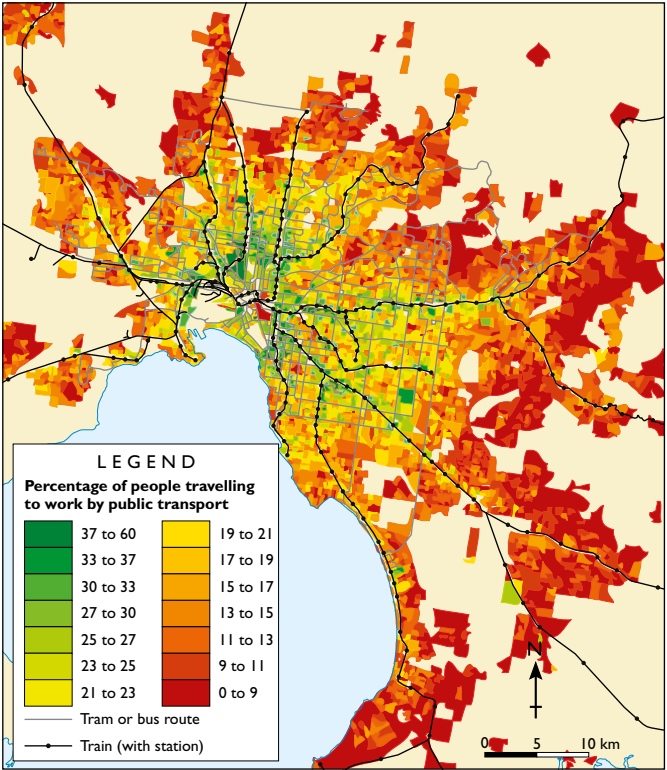 LEGEND
Percentage of people travelling
to work by public transport
37 to 60
33 to 37
30 to 33
27 to 30
25 to 27
23 to 25
21 to 23
19 to 21
17 to 19
15 to 17
13 to 15
11 to 13
9 to 11
0 to 9
Tram or bus route
Train (with station)
N
0 5 10 km